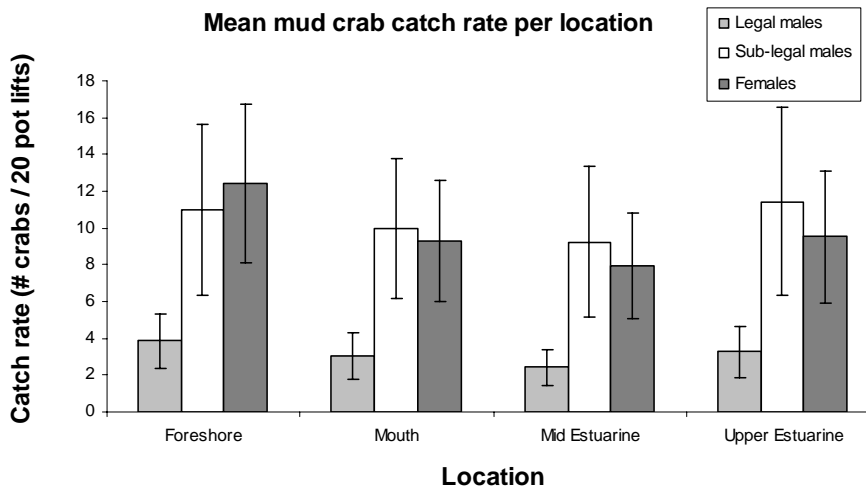 Mean mud crab catch rate per location
Legal males
Sub-legal males
Females
Catch rate (# crabs / 20 pot lifts)
18
16
14
12
10
8
6
4
2
0
Foreshore Mouth Mid Estuarine Upper Estuarine
Location